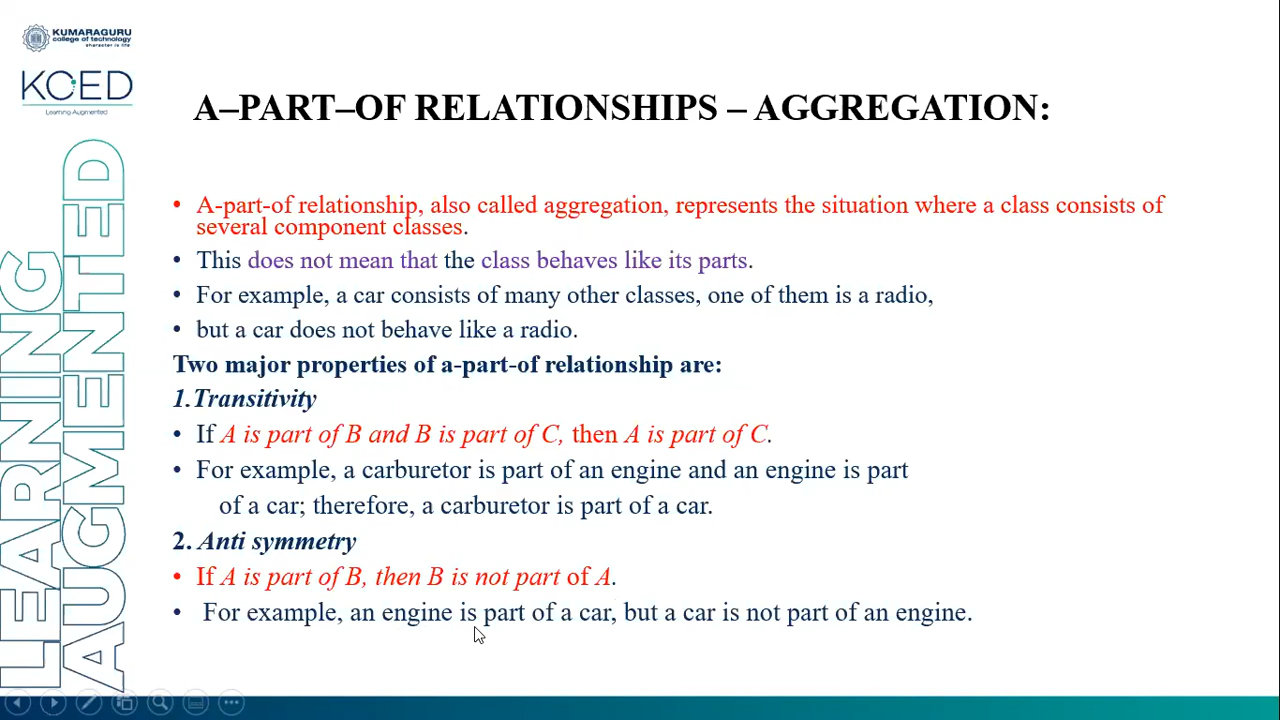 KUMARAGURU
college of technology
character is life
KCED
Learning Augmented
LEARNING
AUGMENTED
A–PART–OF RELATIONSHIPS – AGGREGATION:
• A-part-of relationship, also called aggregation, represents the situation where a class consists of
several component classes.
• This does not mean that the class behaves like its parts.
• For example, a car consists of many other classes, one of them is a radio,
• but a car does not behave like a radio.
Two major properties of a-part-of relationship are:
1.Transitivity
• If A is part of B and B is part of C, then A is part of C.
• For example, a carburetor is part of an engine and an engine is part
of a car; therefore, a carburetor is part of a car.
2. Anti symmetry
• If A is part of B, then B is not part of A.
• For example, an engine is part of a car, but a car is not part of an engine.